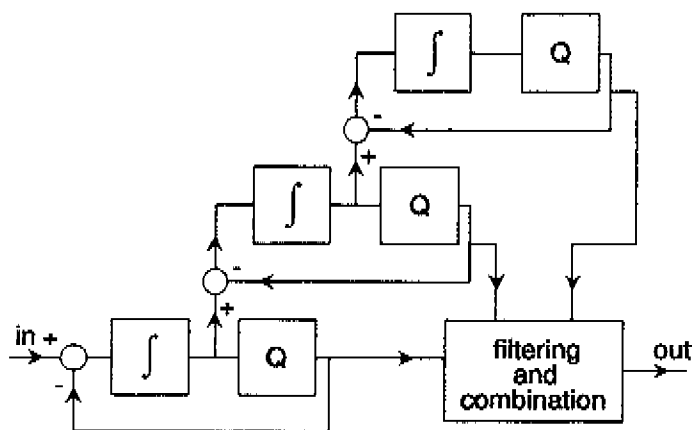 ∫ Q
-
+
∫ Q
-
+
in + ∫ Q filtering and combination out
-